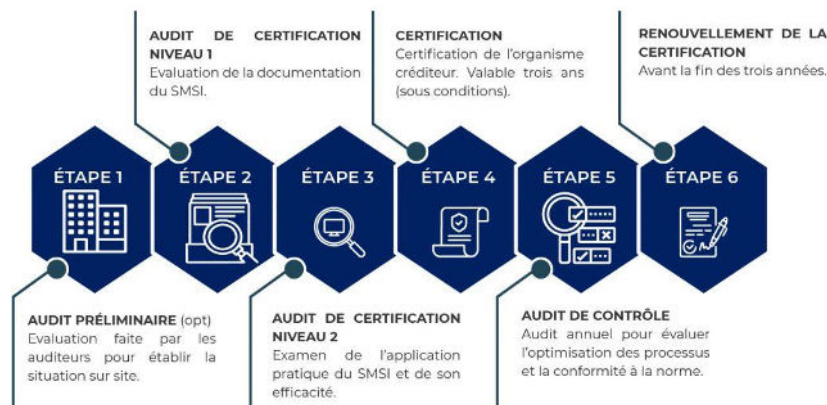 AUDIT DE CERTIFICATION
NIVEAU 1
Evaluation de la documentation
du SMSI.
CERTIFICATION
Certification de l'organisme
créditeur. Valable trois ans
(sous conditions).
RENOUVELLEMENT DE LA
CERTIFICATION
Avant la fin des trois années.
ÉTAPE 1
ÉTAPE 2
ÉTAPE 3
ÉTAPE 4
ÉTAPE 5
ÉTAPE 6
AUDIT PRÉLIMINAIRE (opt)
Evaluation faite par les
auditeurs pour établir la
situation sur site.
AUDIT DE CERTIFICATION
NIVEAU 2
Examen de l'application
pratique du SMSI et de son
efficacité.
AUDIT DE CONTRÔLE
Audit annuel pour évaluer
l'optimisation des processus
et la conformité à la norme.